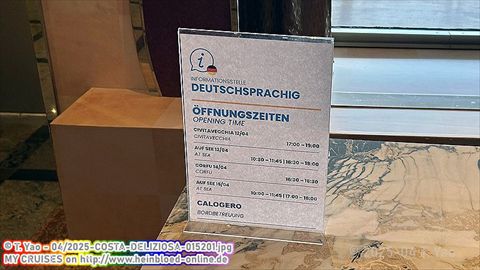 INFORMATIONSSTELLE
DEUTSCHSPRACHIG
ÖFFNUNGSZEITEN
OPENING TIME
CIVITAVECCHIA 12/04 17:00 - 19:00
CIVITAVECCHIA
AUF SEE 13/04 10:30 - 11:45 | 16:30 - 18:00
AT SEA
CORFU 14/04 16:30 - 18:30
CORFU
AUF SEE 15/04 10:00 - 11:45 | 17:00 - 18:00
AT SEA
CALOGERO
BORDBETREUUNG
© T. Yao - 04/2025-COSTA-DELIZIOSA-015201.jpg
MY CRUISES on http://www.heinbloed-online.de